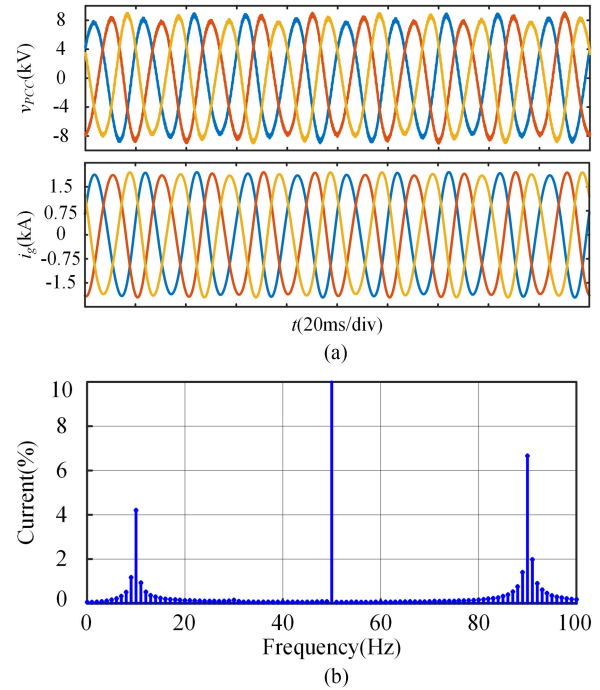 8
4
0
-4
-8
v_PCC(kV)
1.5
0.75
0
-0.75
-1.5
i_g(kA)
t(20ms/div)
(a)
10
8
6
4
2
0
Current(%)
0 20 40 60 80 100
Frequency(Hz)
(b)